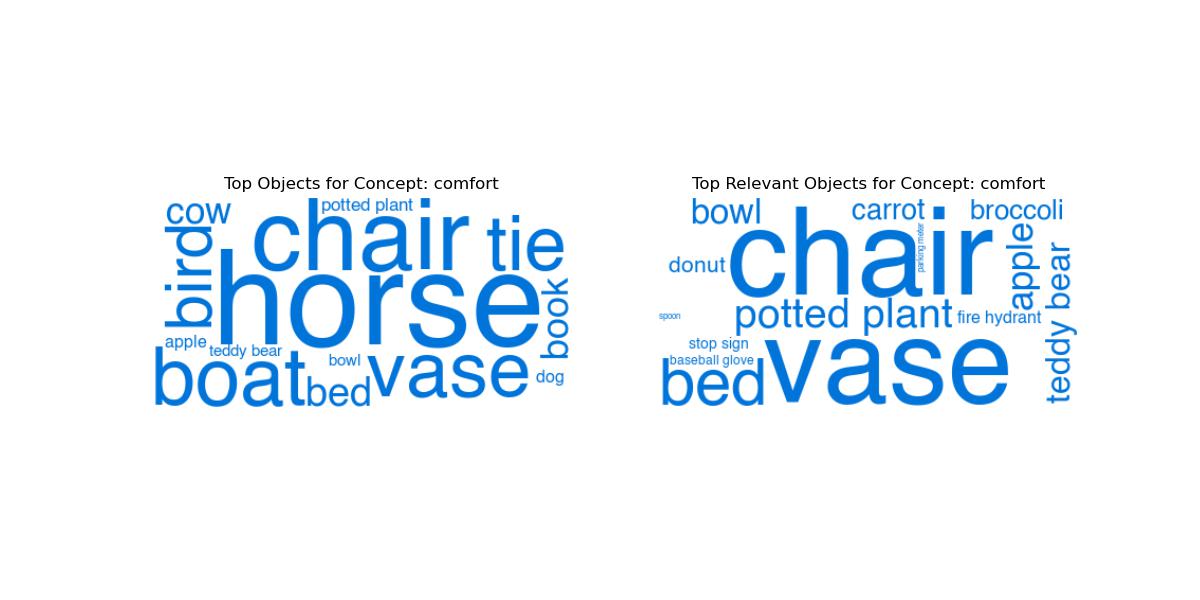 Top Objects for Concept: comfort
cow
potted plant
chair
tie
bird
horse
book
apple
teddy bear
boat
bed
bowl
vase
dog
Top Relevant Objects for Concept: comfort
bowl
carrot
broccoli
chair
parking meter
apple
donut
teddy bear
spoon
potted plant
fire hydrant
stop sign
baseball glove
bed
vase